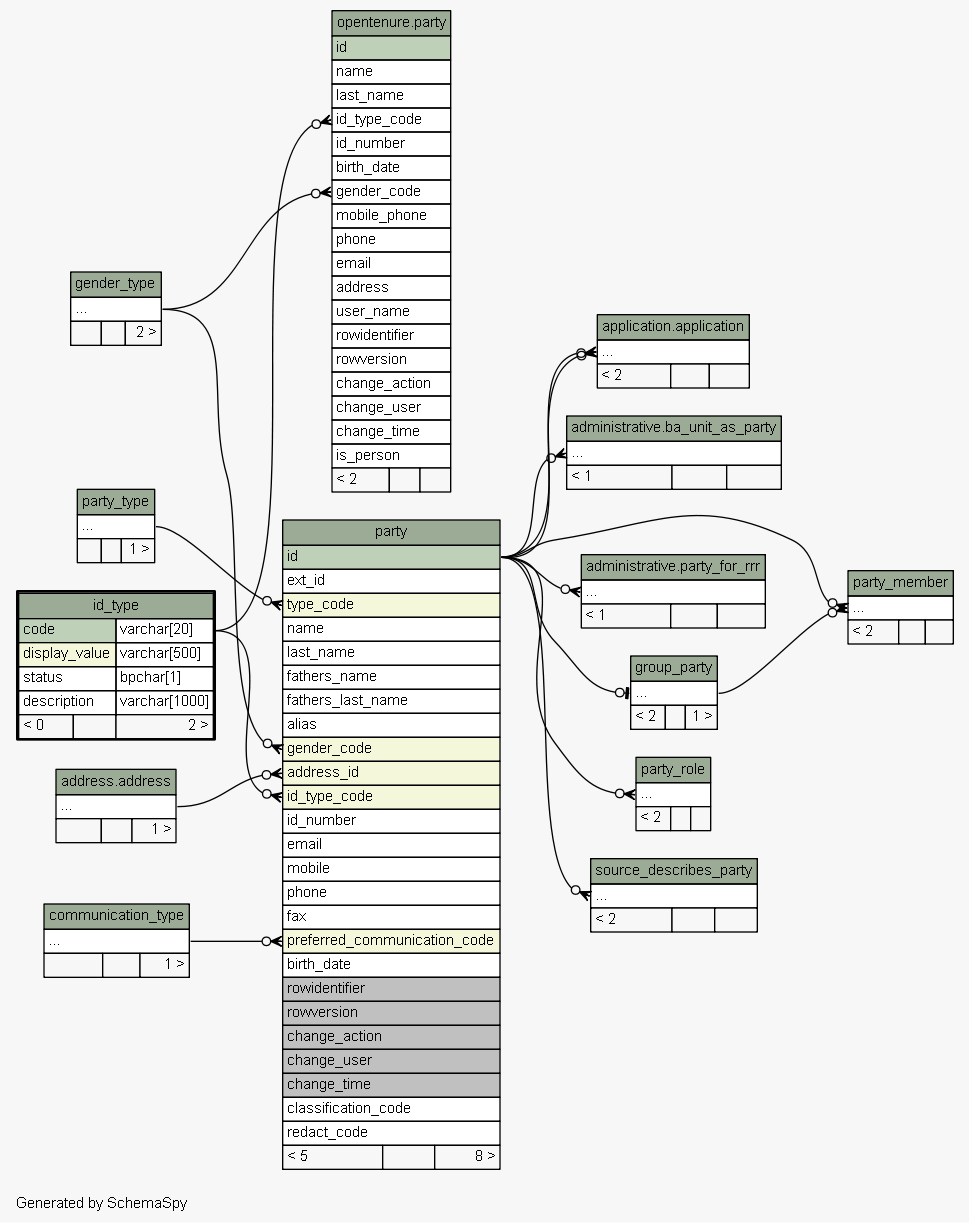 opentenure.party
id
name
last_name
id_type_code
id_number
birth_date
gender_code
mobile_phone
phone
email
address
user_name
rowidentifier
rowversion
change_action
change_user
change_time
is_person
< 2
gender_type
...
2 >
party_type
...
1 >
id_type
code varchar[20]
display_value varchar[500]
status bpchar[1]
description varchar[1000]
< 0 2 >
address.address
...
1 >
communication_type
...
1 >
party
id
ext_id
type_code
name
last_name
fathers_name
fathers_last_name
alias
gender_code
address_id
id_type_code
id_number
email
mobile
phone
fax
preferred_communication_code
birth_date
rowidentifier
rowversion
change_action
change_user
change_time
classification_code
redact_code
< 5 8 >
application.application
...
< 2
administrative.ba_unit_as_party
...
< 1
administrative.party_for_rrr
...
< 1
group_party
...
< 2 1 >
party_role
...
< 2
source_describes_party
...
< 2
party_member
...
< 2
Generated by SchemaSpy